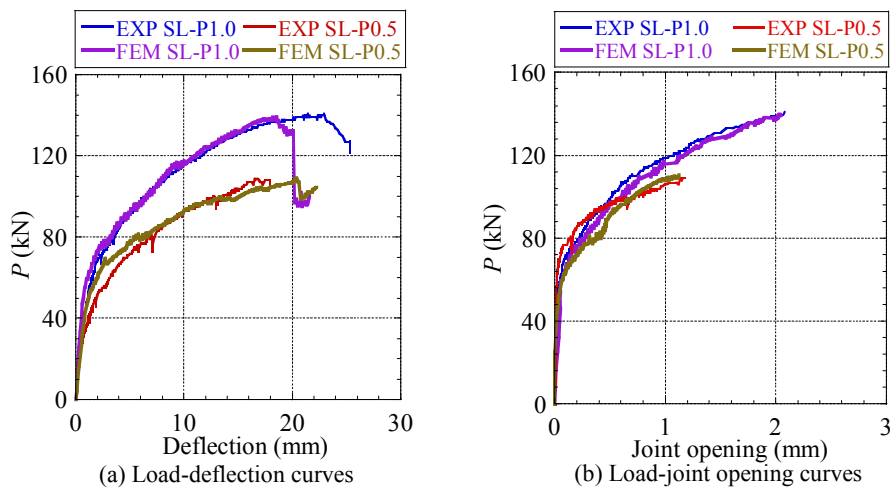 EXP SL-P1.0 EXP SL-P0.5
FEM SL-P1.0 FEM SL-P0.5
160
120
80
40
0
P (kN)
0 10 20 30
Deflection (mm)
(a) Load-deflection curves
EXP SL-P1.0 EXP SL-P0.5
FEM SL-P1.0 FEM SL-P0.5
160
120
80
40
0
P (kN)
0 1 2 3
Joint opening (mm)
(b) Load-joint opening curves